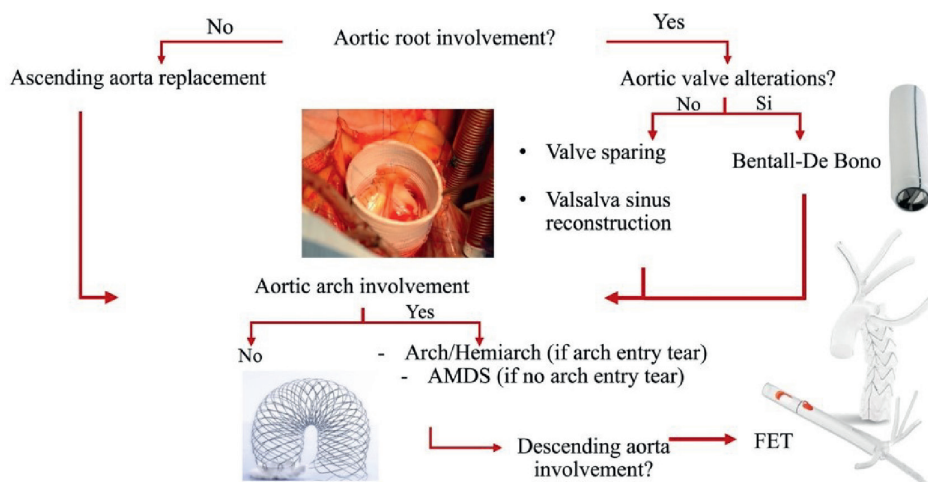 No
Aortic root involvement?
Yes
Ascending aorta replacement
Aortic valve alterations?
No
Si
• Valve sparing
Bentall-De Bono
• Valsalva sinus
reconstruction
Aortic arch involvement
Yes
No
- Arch/Hemiarch (if arch entry tear)
- AMDS (if no arch entry tear)
Descending aorta
involvement?
FET